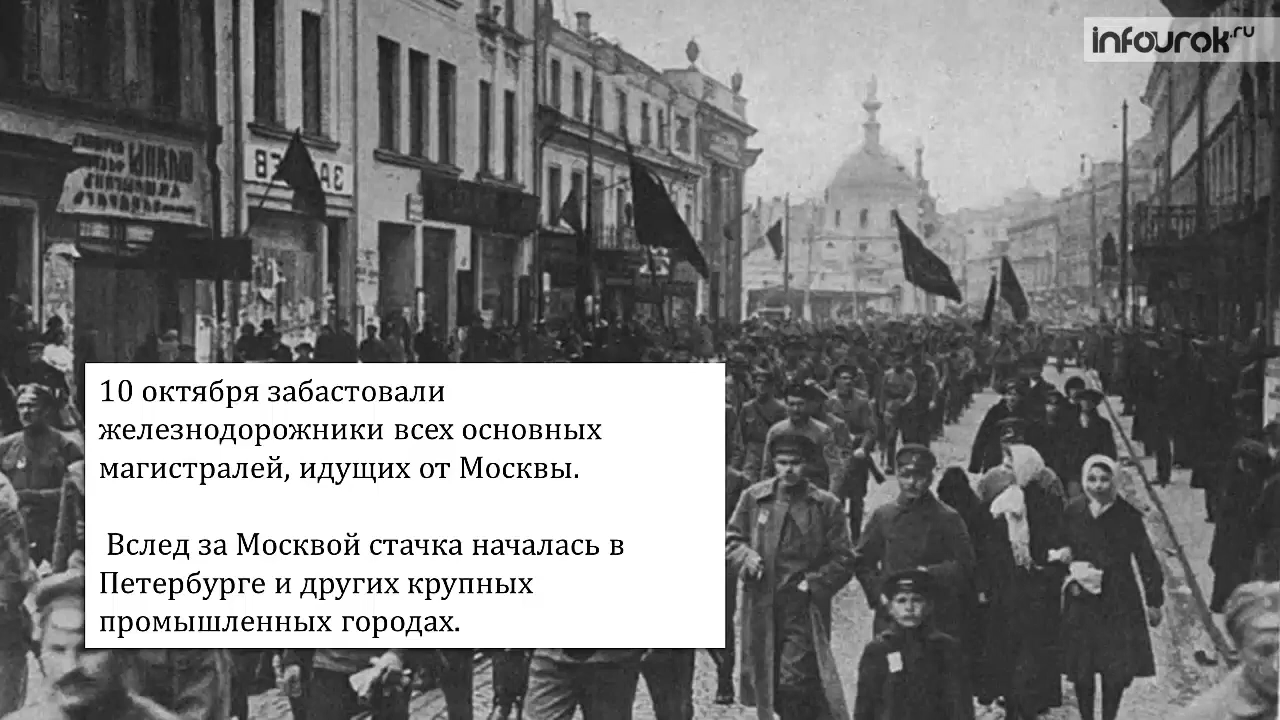 infourok.ru
10 октября забастовали
железнодорожники всех основных
магистралей, идущих от Москвы.
Вслед за Москвой стачка началась в
Петербурге и других крупных
промышленных городах.